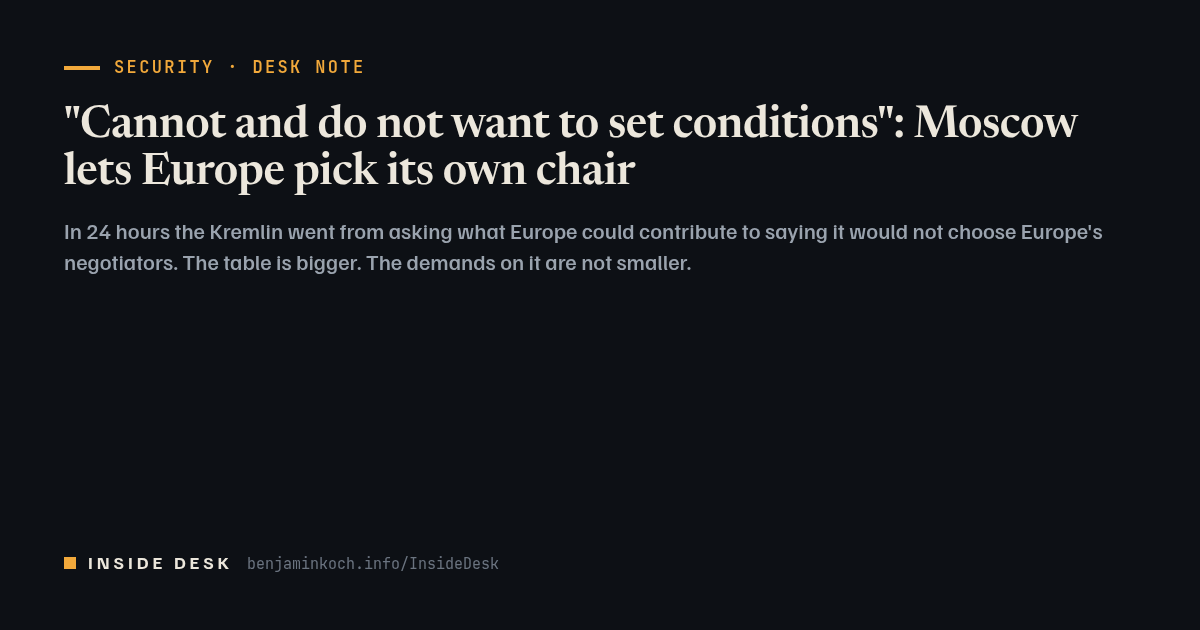 SECURITY · DESK NOTE
"Cannot and do not want to set conditions": Moscow
lets Europe pick its own chair
In 24 hours the Kremlin went from asking what Europe could contribute to saying it would not choose Europe's
negotiators. The table is bigger. The demands on it are not smaller.
INSIDE DESK benjaminkoch.info/InsideDesk